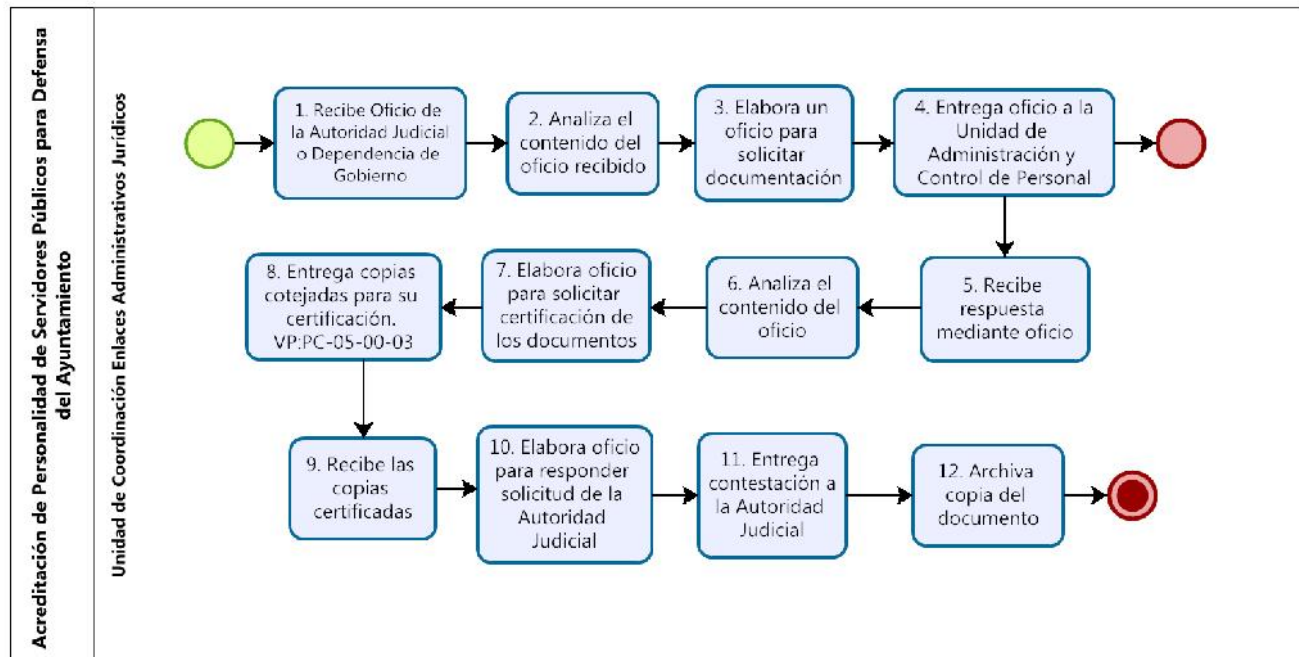 Acreditación de Personalidad de Servidores Públicos para Defensa
del Ayuntamiento
Unidad de Coordinación Enlaces Administrativos Jurídicos
1. Recibe Oficio de
la Autoridad Judicial
o Dependencia de
Gobierno
2. Analiza el
contenido del
oficio recibido
3. Elabora un
oficio para
solicitar
documentación
4. Entrega oficio a la
Unidad de
Administración y
Control de Personal
5. Recibe
respuesta
mediante oficio
6. Analiza el
contenido del
oficio
7. Elabora oficio
para solicitar
certificación de
los documentos
8. Entrega copias
cotejadas para su
certificación.
VP:PC-05-00-03
9. Recibe las
copias
certificadas
10. Elabora oficio
para responder
solicitud de la
Autoridad
Judicial
11. Entrega
contestación a
la Autoridad
Judicial
12. Archiva
copia del
documento